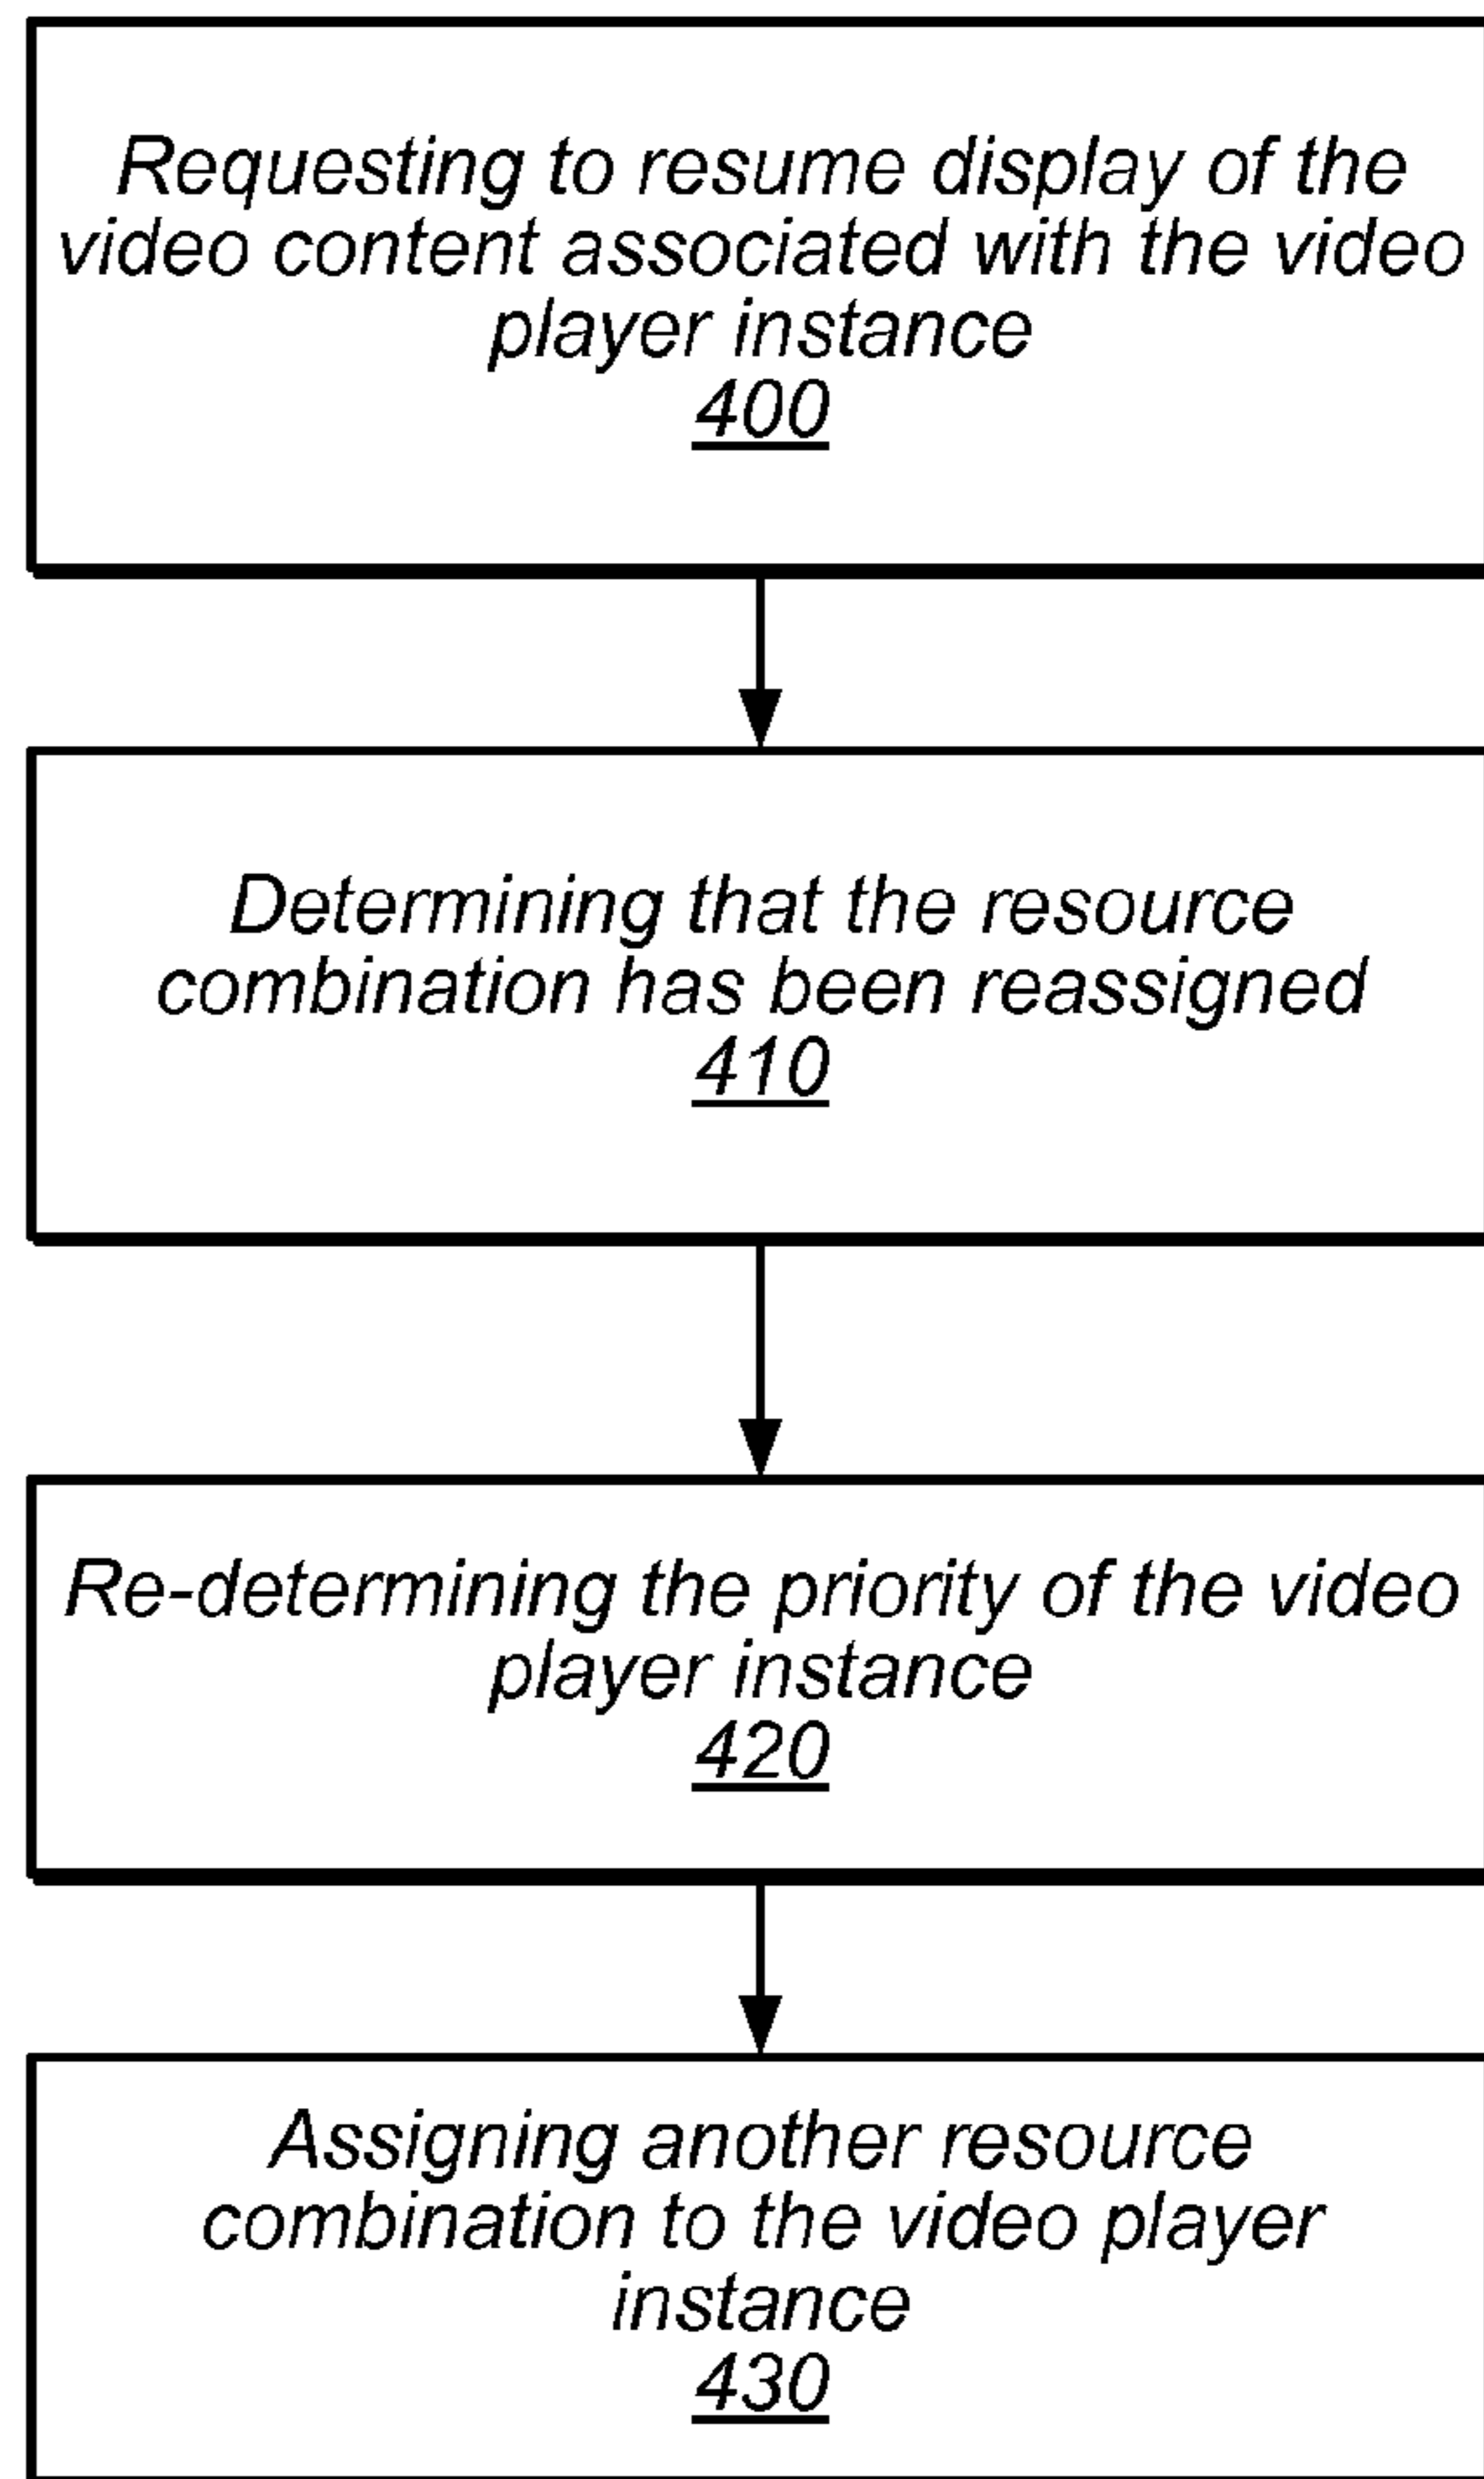 Requesting to resume display of the
video content associated with the video
player instance
400
Determining that the resource
combination has been reassigned
410
Re-determining the priority of the video
player instance
420
Assigning another resource
combination to the video player
instance
430